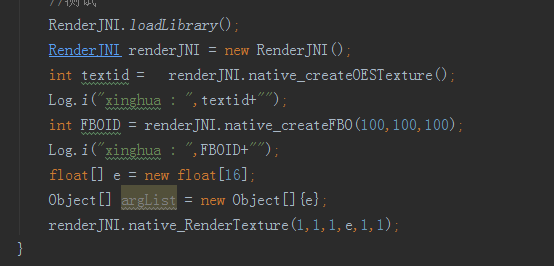 //测试
RenderJNI.loadLibrary();
RenderJNI renderJNI = new RenderJNI();
int textid =   renderJNI.native_createOESTexture();
Log.i("xinghua : ",textid+"");
int FBOID = renderJNI.native_createFBO(100,100,100);
Log.i("xinghua : ",FBOID+"");
float[] e = new float[16];
Object[] argList = new Object[]{e};
renderJNI.native_RenderTexture(1,1,1,e,1,1);
}